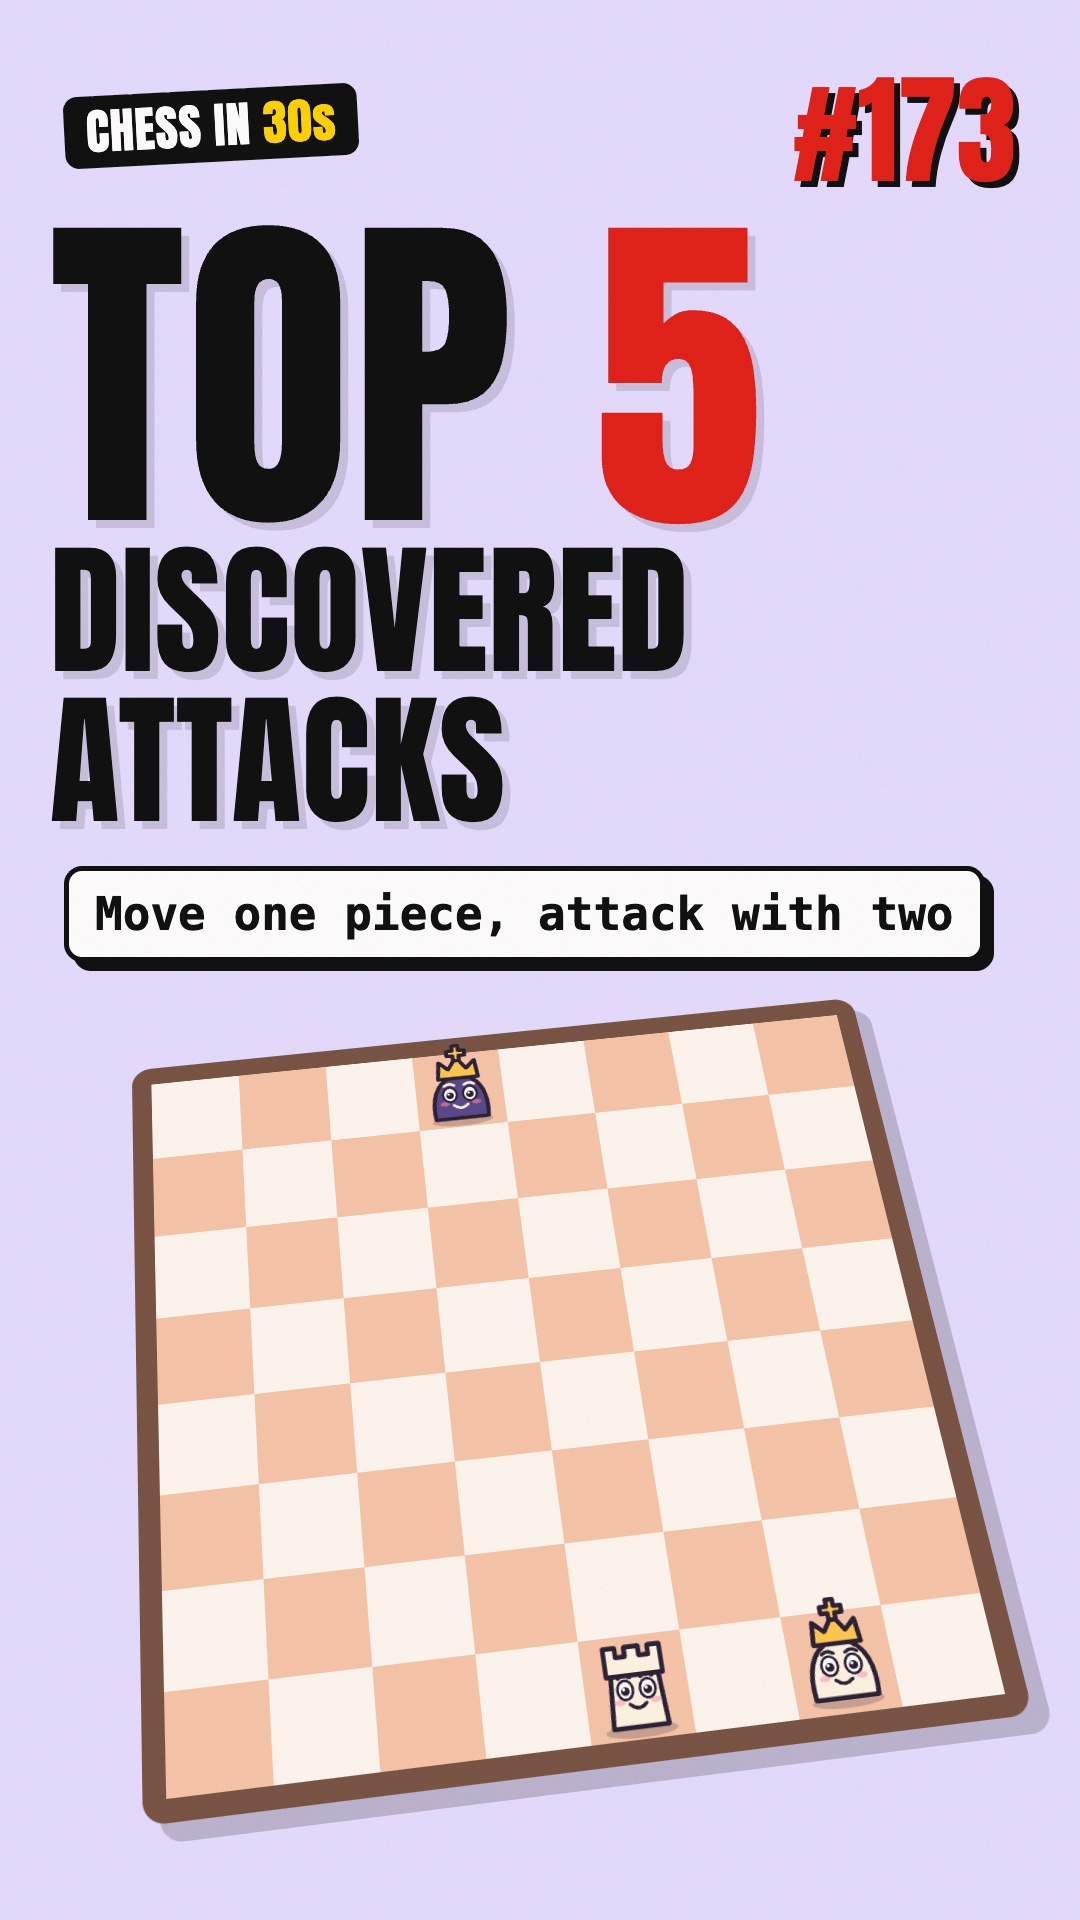 CHESS IN 30s
#173
TOP 5
DISCOVERED
ATTACKS
Move one piece, attack with two